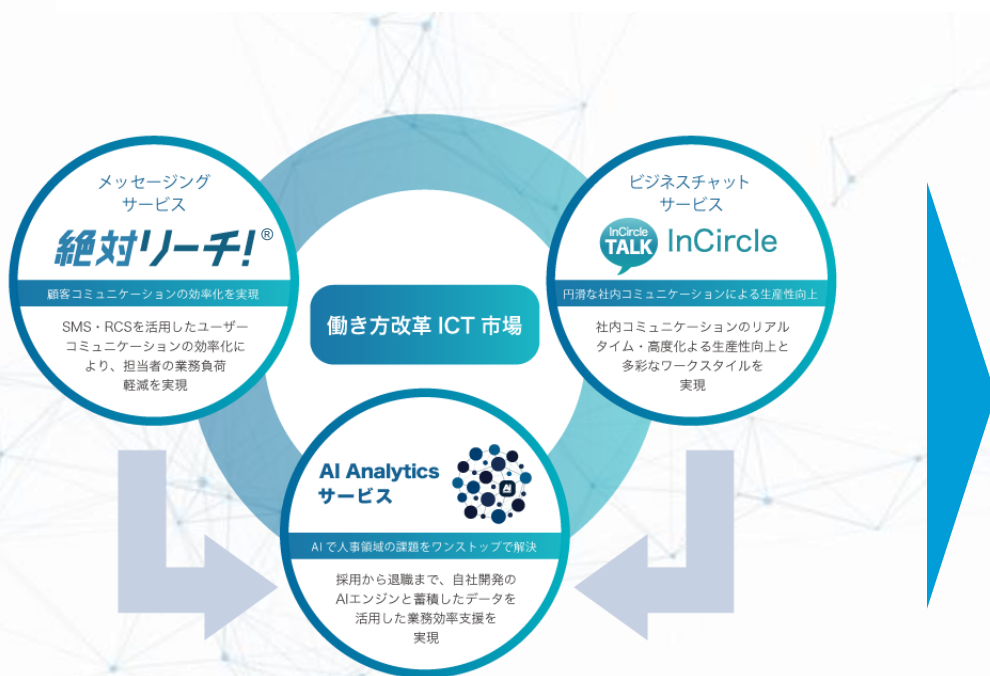 メッセージング
サービス
絶対リーチ!®
顧客コミュニケーションの効率化を実現
SMS・RCSを活用したユーザー
コミュニケーションの効率化に
より、担当者の業務負荷
軽減を実現
ビジネスチャット
サービス
InCircle
TALK
InCircle
円滑な社内コミュニケーションによる生産性向上
社内コミュニケーションのリアル
タイム・高度化よる生産性向上と
多彩なワークスタイルを
実現
働き方改革 ICT 市場
AI Analytics
サービス
AI
AI で人事領域の課題をワンストップで解決
採用から退職まで、自社開発の
AIエンジンと蓄積したデータを
活用した業務効率支援を
実現